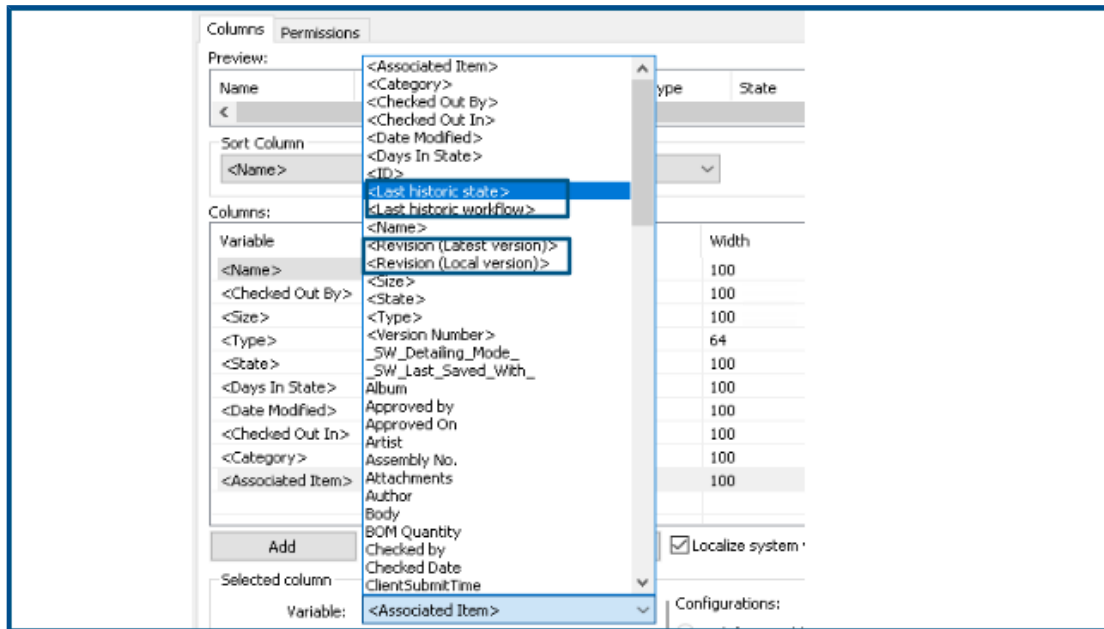 Columns
Permissions
Preview:
Name
ype
State
Sort Column
<Name>
Columns:
Variable
Width
<Name>
100
<Checked Out By>
100
<Size>
100
<Type>
64
<State>
100
<Days In State>
100
<Date Modified>
100
<Checked Out In>
100
<Category>
100
<Associated Item>
100
<Associated Item>
<Category>
<Checked Out By>
<Checked Out In>
<Date Modified>
<Days In State>
<ID>
<Last historic state>
<Last historic workflow>
<Name>
<Revision (Latest version)>
<Revision (Local version)>
<Size>
<State>
<Type>
<Version Number>
_SW_Detailing_Mode_
_SW_Last_Saved_With_
Album
Approved by
Approved On
Artist
Assembly No.
Attachments
Author
Body
BOM Quantity
Checked by
Checked Date
ClientSubmitTime
Add
Localize system
Selected column
Variable:
<Associated Item>
Configurations: